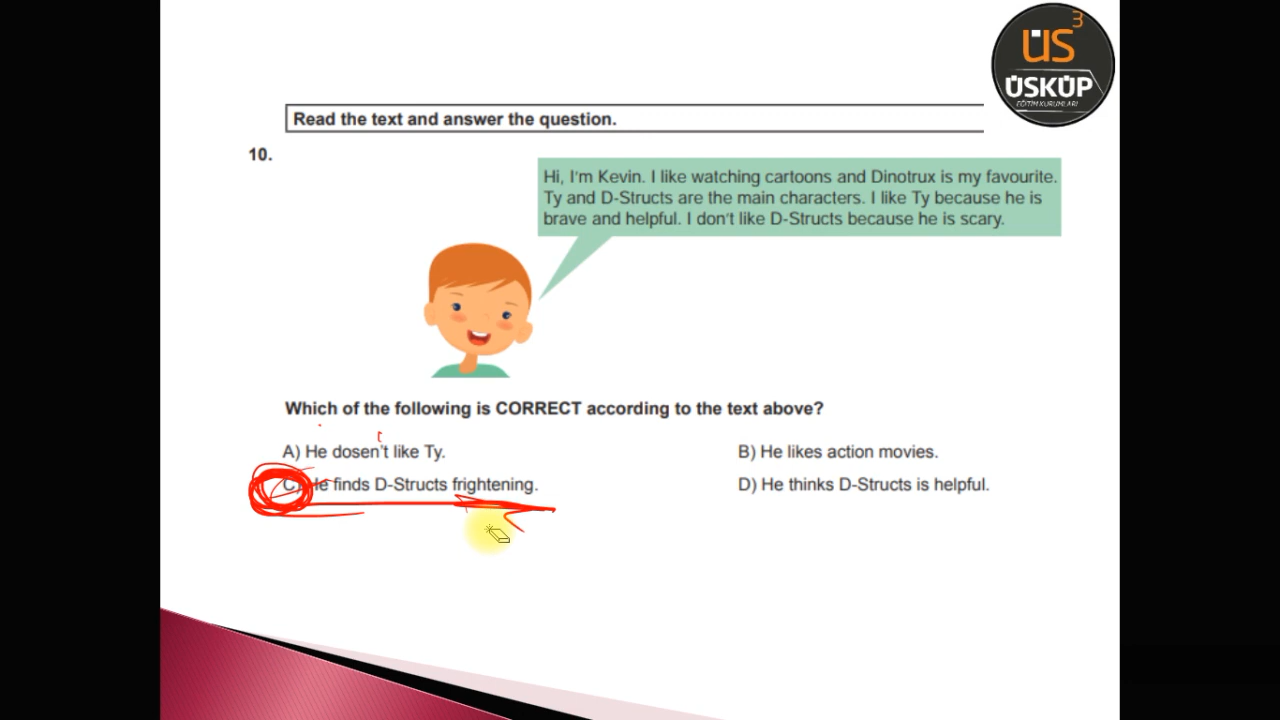 3
ÜS
ÜSKÜP
EĞİTİM KURUMLARI
Read the text and answer the question.
10.
Hi, I'm Kevin. I like watching cartoons and Dinotrux is my favourite.
Ty and D-Structs are the main characters. I like Ty because he is
brave and helpful. I don't like D-Structs because he is scary.
Which of the following is CORRECT according to the text above?
A) He dosen't like Ty.
B) He likes action movies.
C) He finds D-Structs frightening.
D) He thinks D-Structs is helpful.